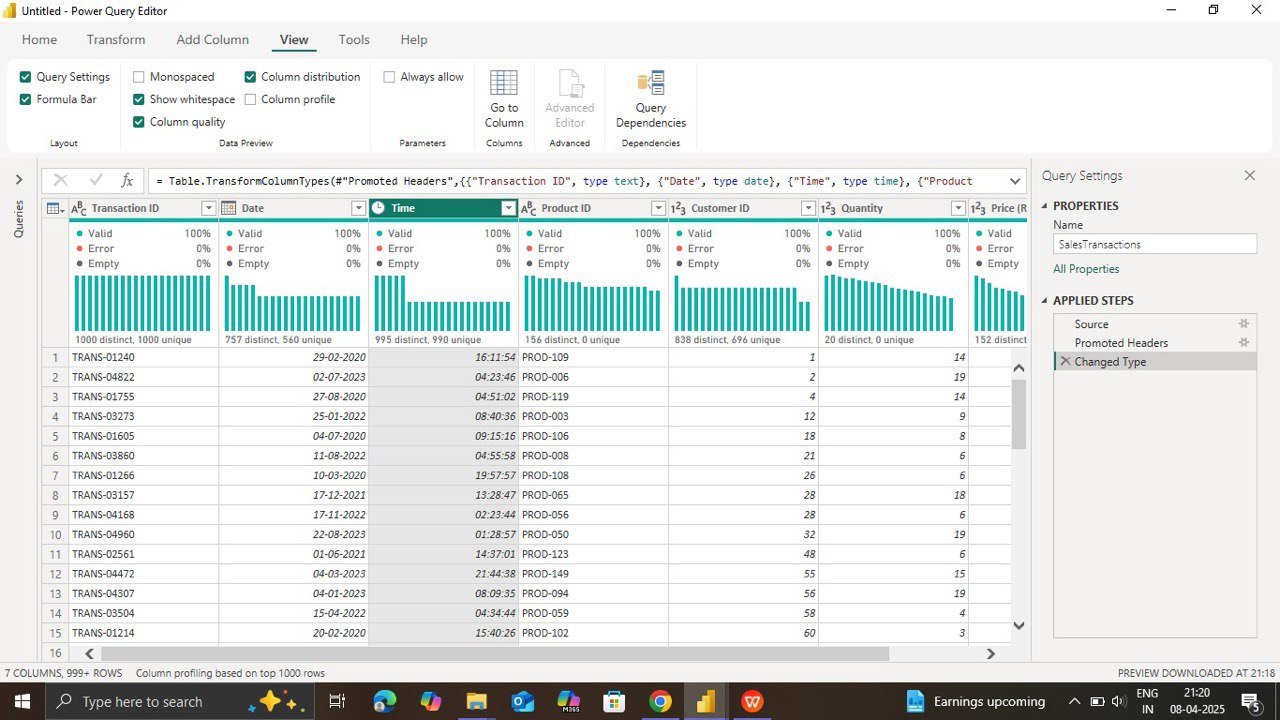 Untitled - Power Query Editor
Home Transform Add Column View Tools Help
Query Settings Monospaced Column distribution Always allow
Formula Bar Show whitespace Column profile
Column quality
Go to Column
Advanced Editor
Query Dependencies
Layout Data Preview Parameters Columns Advanced Dependencies
Queries
fx = Table.TransformColumnTypes(#"Promoted Headers",{{"Transaction ID", type text}, {"Date", type date}, {"Time", type time}, {"Product
ABC Transaction ID Date Time ABC Product ID 123 Customer ID 123 Quantity 123 Price (R
Valid 100% Valid 100% Valid 100% Valid 100% Valid 100% Valid 100% Valid
Error 0% Error 0% Error 0% Error 0% Error 0% Error 0% Error
Empty 0% Empty 0% Empty 0% Empty 0% Empty 0% Empty 0% Empty
1000 distinct, 1000 unique 757 distinct, 560 unique 995 distinct, 990 unique 156 distinct, 0 unique 838 distinct, 696 unique 20 distinct, 0 unique 152 distinct
1 TRANS-01240 29-02-2020 16:11:54 PROD-109 1 14
2 TRANS-04822 02-07-2023 04:23:46 PROD-006 2 19
3 TRANS-01755 27-08-2020 04:51:02 PROD-119 4 14
4 TRANS-03273 25-01-2022 08:40:36 PROD-003 12 9
5 TRANS-01605 04-07-2020 09:15:16 PROD-106 18 8
6 TRANS-03860 11-08-2022 04:55:58 PROD-008 21 6
7 TRANS-01266 10-03-2020 19:57:57 PROD-108 26 6
8 TRANS-03157 17-12-2021 13:28:47 PROD-065 28 18
9 TRANS-04168 17-11-2022 02:23:44 PROD-056 28 6
10 TRANS-04960 22-08-2023 01:28:57 PROD-050 32 19
11 TRANS-02561 01-06-2021 14:37:01 PROD-123 48 6
12 TRANS-04472 04-03-2023 21:44:38 PROD-149 55 15
13 TRANS-04307 04-01-2023 08:09:35 PROD-094 56 19
14 TRANS-03504 15-04-2022 04:34:44 PROD-059 58 4
15 TRANS-01214 20-02-2020 15:40:26 PROD-102 60 3
16
Query Settings
PROPERTIES
Name
SalesTransactions
All Properties
APPLIED STEPS
Source
Promoted Headers
Changed Type
7 COLUMNS, 999+ ROWS Column profiling based on top 1000 rows PREVIEW DOWNLOADED AT 21:18
Type here to search
M365
Earnings upcoming
ENG 21:20
IN 08-04-2025
5